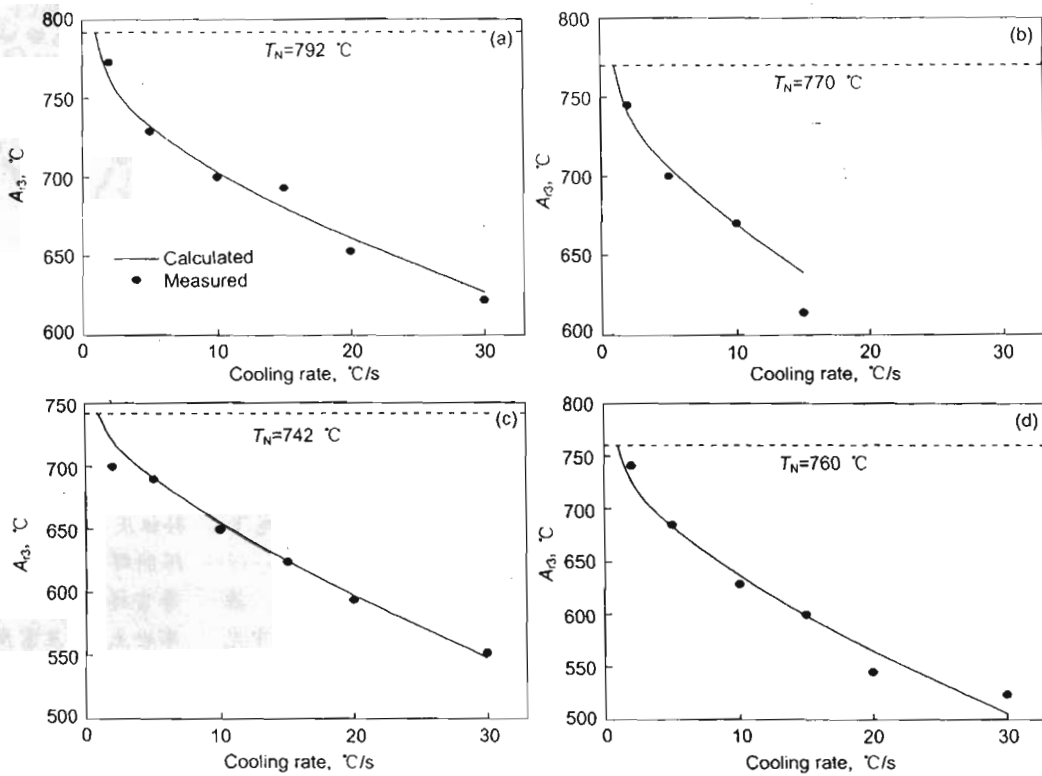 800
750
700
650
600
A_r3, ℃
(a)
T_N=792 ℃
Calculated
Measured
0
10
20
30
Cooling rate, ℃/s
800
750
700
650
600
A_r3, ℃
(b)
T_N=770 ℃
0
10
20
30
Cooling rate, ℃/s
750
700
650
600
550
500
A_r3, ℃
(c)
T_N=742 ℃
0
10
20
30
Cooling rate, ℃/s
800
750
700
650
600
550
500
A_r3, ℃
(d)
T_N=760 ℃
0
10
20
30
Cooling rate, ℃/s